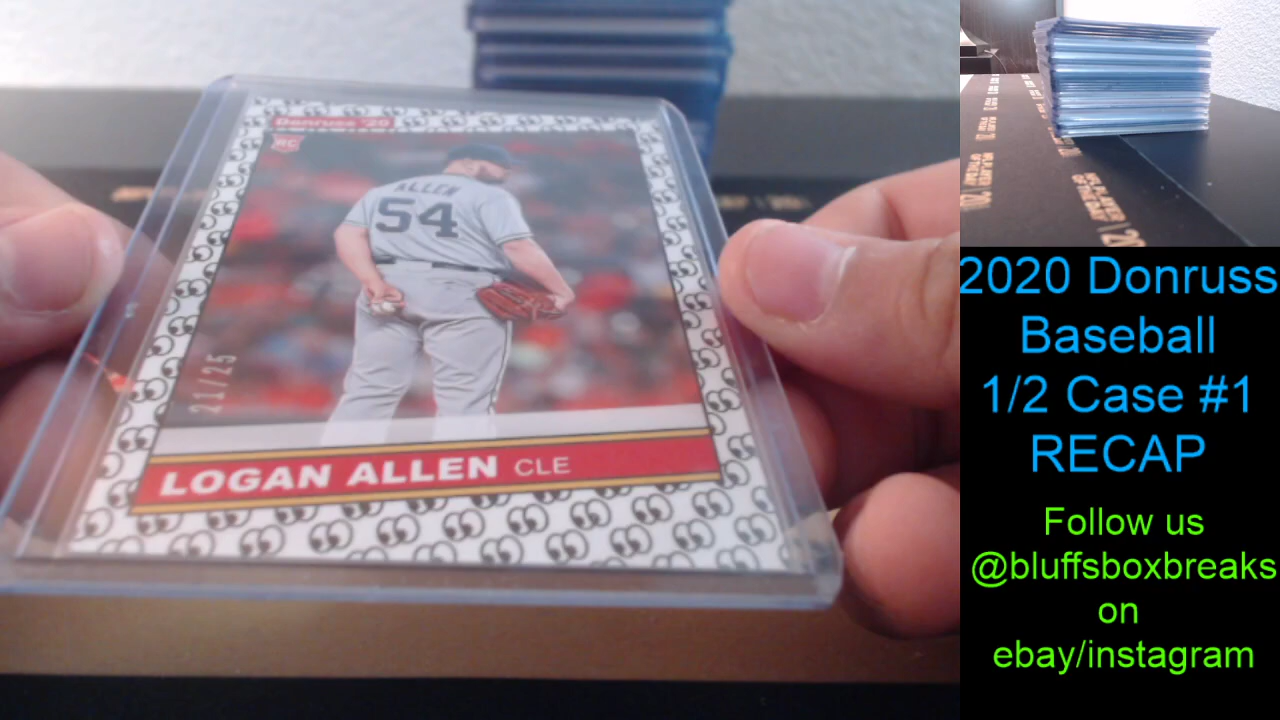 Donruss '20
RC
ALLEN
54
21/25
LOGAN ALLEN CLE
2020 Donruss
Baseball
1/2 Case #1
RECAP
Follow us
@bluffsboxbreaks
on
ebay/instagram